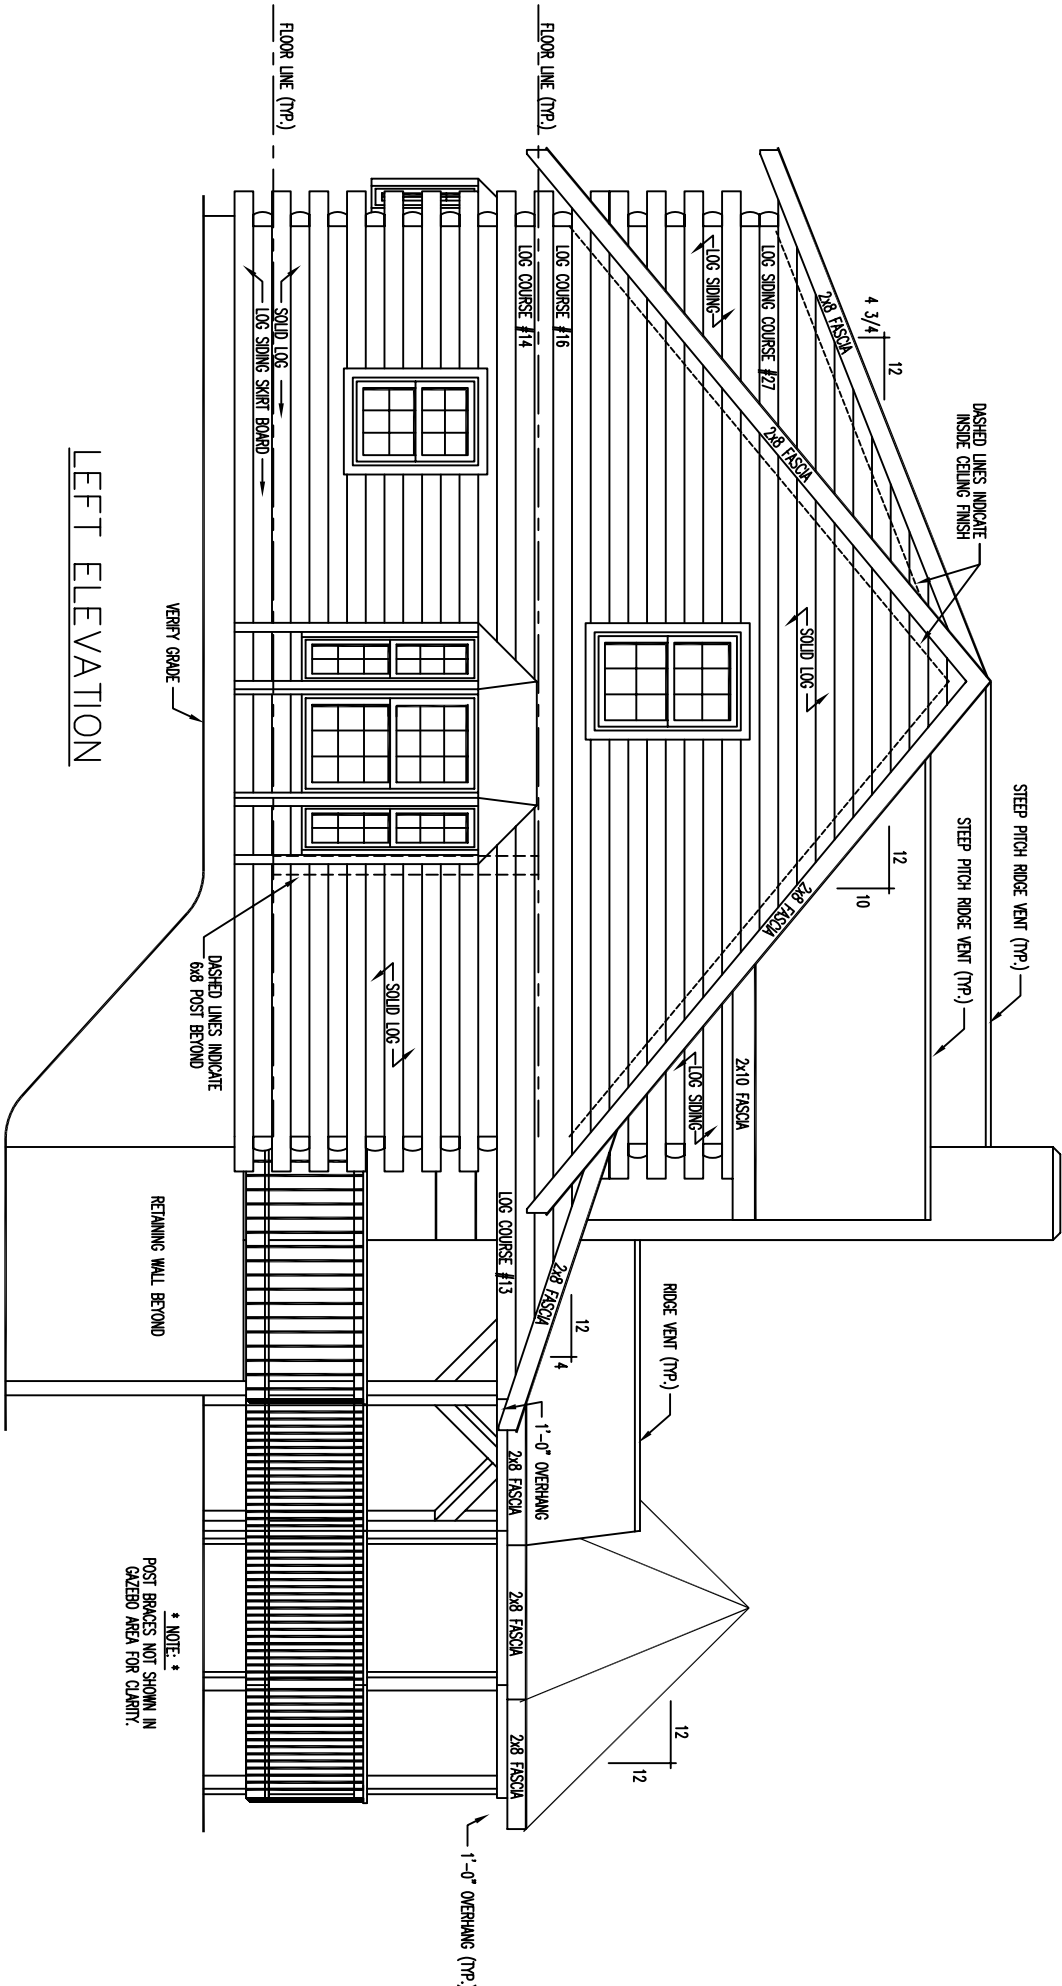 STEEP PITCH RIDGE VENT (TYP.)
STEEP PITCH RIDGE VENT (TYP.)
DASHED LINES INDICATE
INSIDE CEILING FINISH
12
4 3/4
2x8 FASCIA
12
10
2x8 FASCIA
2x8 FASCIA
LOG SIDING COURSE #27
LOG SIDING
SOLID LOG
2x10 FASCIA
LOG SIDING
RIDGE VENT (TYP.)
12
12
FLOOR LINE (TYP.)
LOG COURSE #16
LOG COURSE #14
2x8 FASCIA
12
4
LOG COURSE #13
1'-0" OVERHANG
2x8 FASCIA
2x8 FASCIA
2x8 FASCIA
1'-0" OVERHANG (TYP.)
SOLID LOG
FLOOR LINE (TYP.)
SOLID LOG
LOG SIDING SKIRT BOARD
DASHED LINES INDICATE
6x8 POST BEYOND
VERIFY GRADE
RETAINING WALL BEYOND
* NOTE: *
POST BRACES NOT SHOWN IN
GAZEBO AREA FOR CLARITY.
LEFT ELEVATION